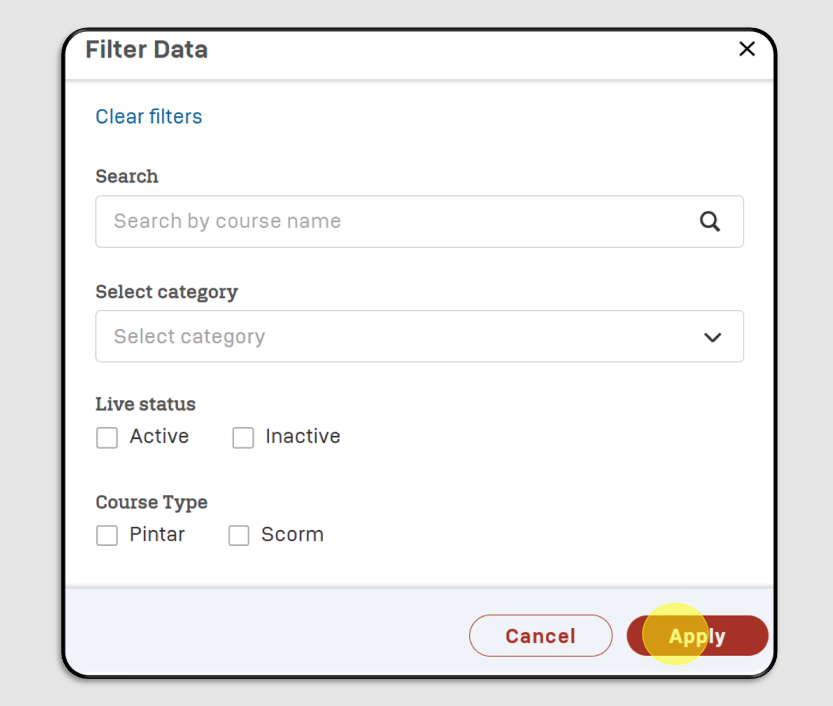 Filter Data
Clear filters
Search
Search by course name
Select category
Select category
Live status
Active Inactive
Course Type
Pintar Scorm
Cancel Apply